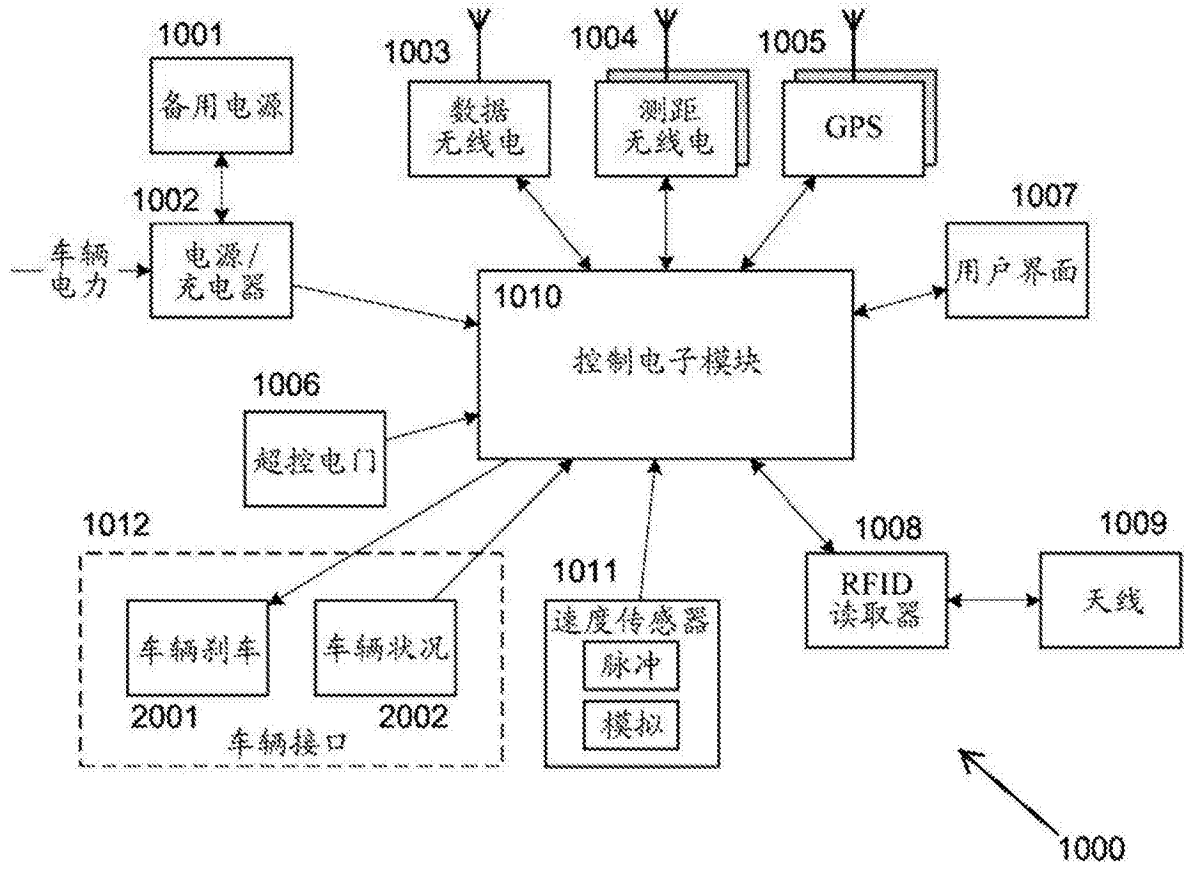 1001
备用电源
1002
电源/
充电器
车辆
电力
1003
数据
无线电
1004
测距
无线电
1005
GPS
1007
用户界面
1010
控制电子模块
1006
超控电门
1012
车辆刹车
2001
车辆状况
2002
车辆接口
1011
速度传感器
脉冲
模拟
1008
RFID
读取器
1009
天线
1000